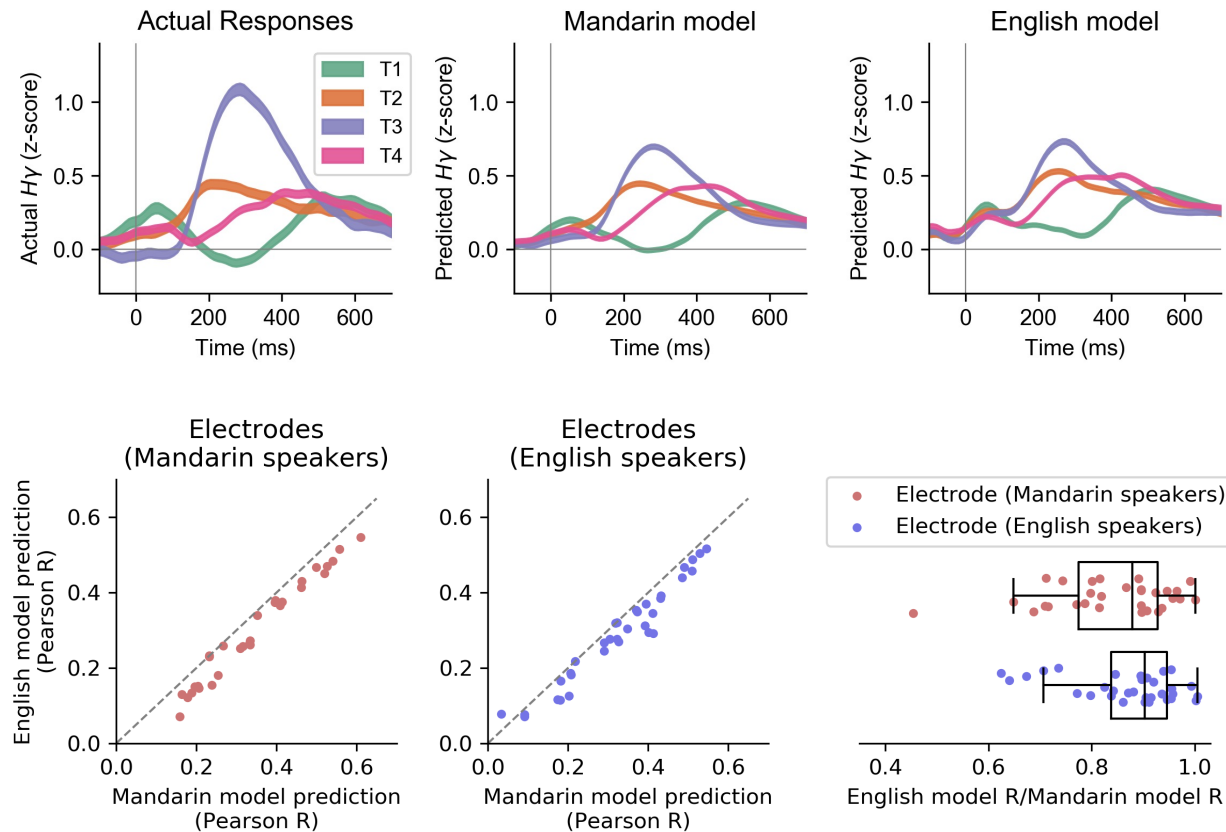 Actual Responses
Mandarin model
English model
Actual Hγ (z-score)
1.0
0.5
0.0
T1
T2
T3
T4
0
200
400
600
Time (ms)
Predicted Hγ (z-score)
1.0
0.5
0.0
0
200
400
600
Time (ms)
Predicted Hγ (z-score)
1.0
0.5
0.0
0
200
400
600
Time (ms)
Electrodes
(Mandarin speakers)
English model prediction
(Pearson R)
0.6
0.4
0.2
0.0
0.0
0.2
0.4
0.6
Mandarin model prediction
(Pearson R)
Electrodes
(English speakers)
0.6
0.4
0.2
0.0
0.0
0.2
0.4
0.6
Mandarin model prediction
(Pearson R)
Electrode (Mandarin speakers)
Electrode (English speakers)
0.4
0.6
0.8
1.0
English model R/Mandarin model R